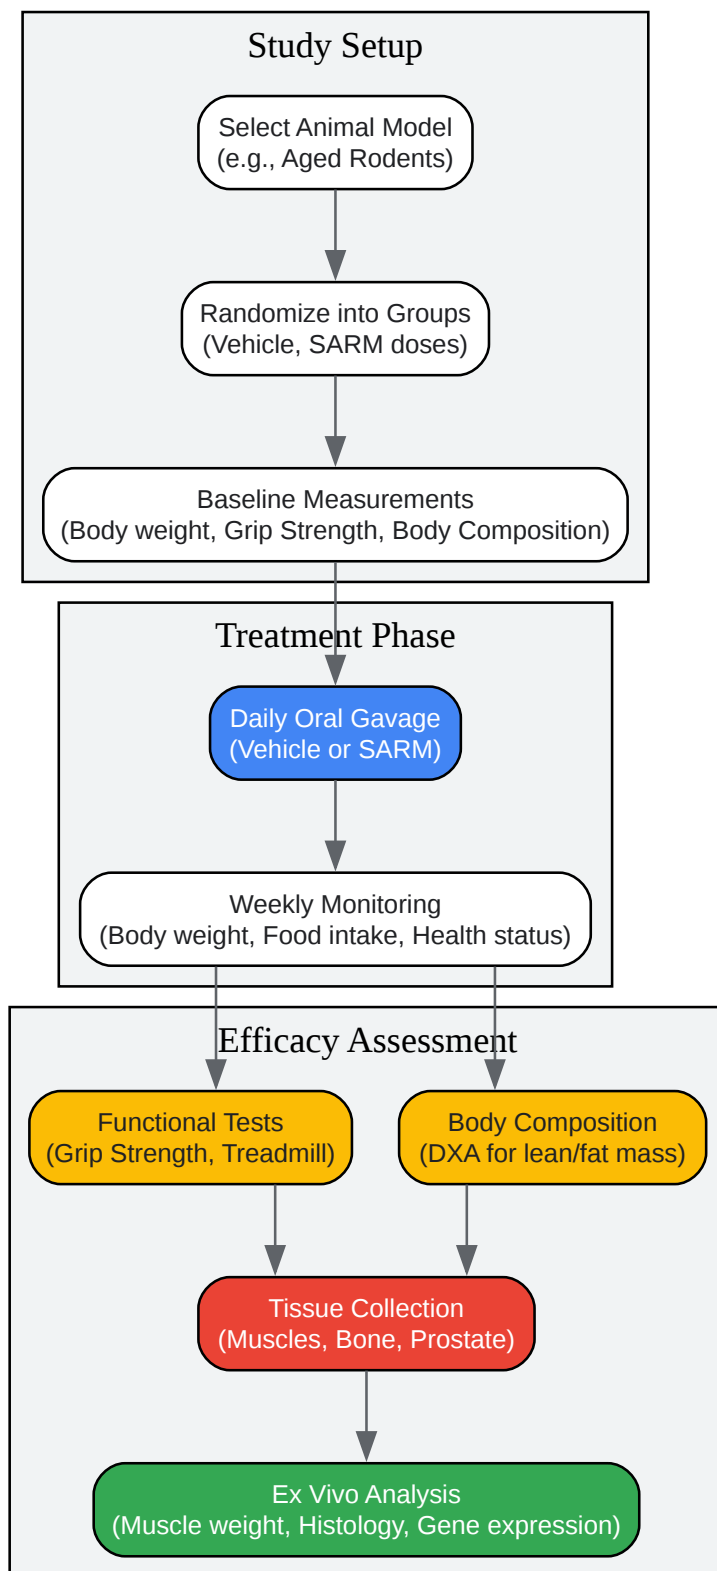 Study Setup
Select Animal Model
(e.g., Aged Rodents)
Randomize into Groups
(Vehicle, SARM doses)
Baseline Measurements
(Body weight, Grip Strength, Body Composition)
Treatment Phase
Daily Oral Gavage
(Vehicle or SARM)
Weekly Monitoring
(Body weight, Food intake, Health status)
Efficacy Assessment
Functional Tests
(Grip Strength, Treadmill)
Body Composition
(DXA for lean/fat mass)
Tissue Collection
(Muscles, Bone, Prostate)
Ex Vivo Analysis
(Muscle weight, Histology, Gene expression)